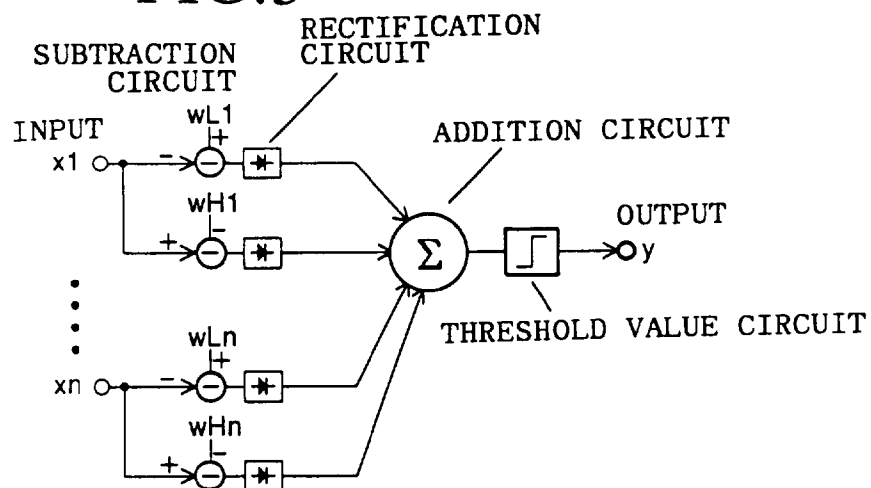 RECTIFICATION
CIRCUIT
SUBTRACTION
CIRCUIT
wL1
+
INPUT
x1
-
-
ADDITION CIRCUIT
wH1
-
+
-
Σ
OUTPUT
y
THRESHOLD VALUE CIRCUIT
wLn
+
xn
-
-
wHn
-
+
-